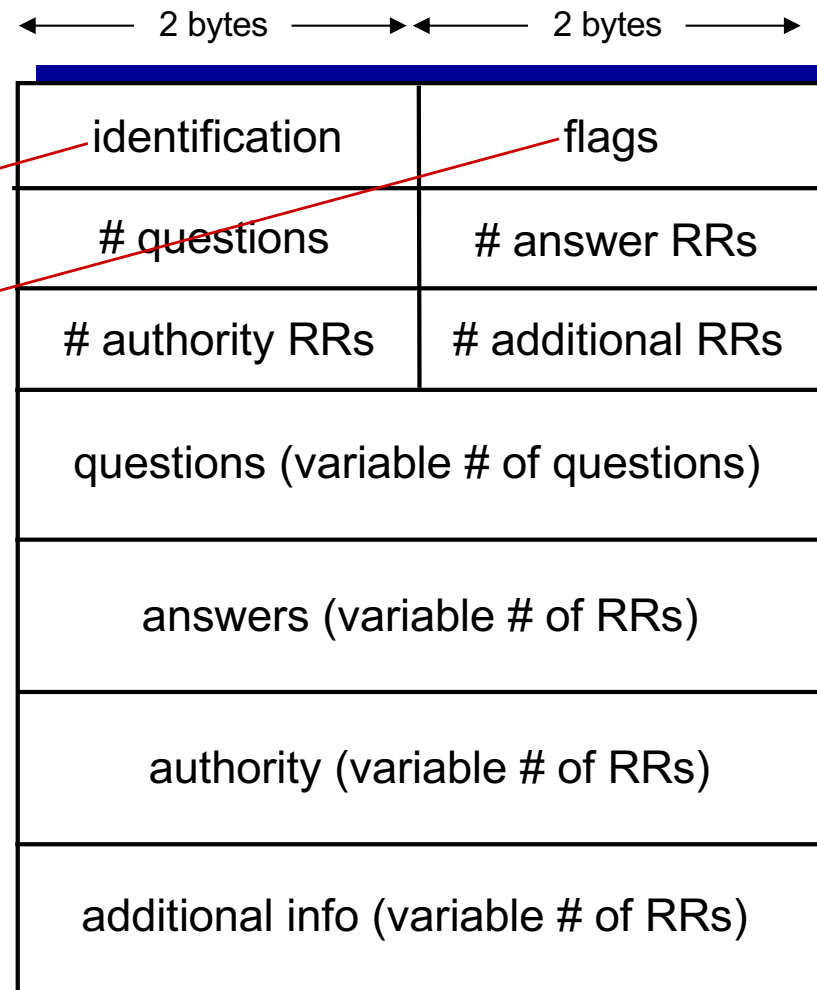 2 bytes 2 bytes
identification flags
# questions # answer RRs
# authority RRs # additional RRs
questions (variable # of questions)
answers (variable # of RRs)
authority (variable # of RRs)
additional info (variable # of RRs)